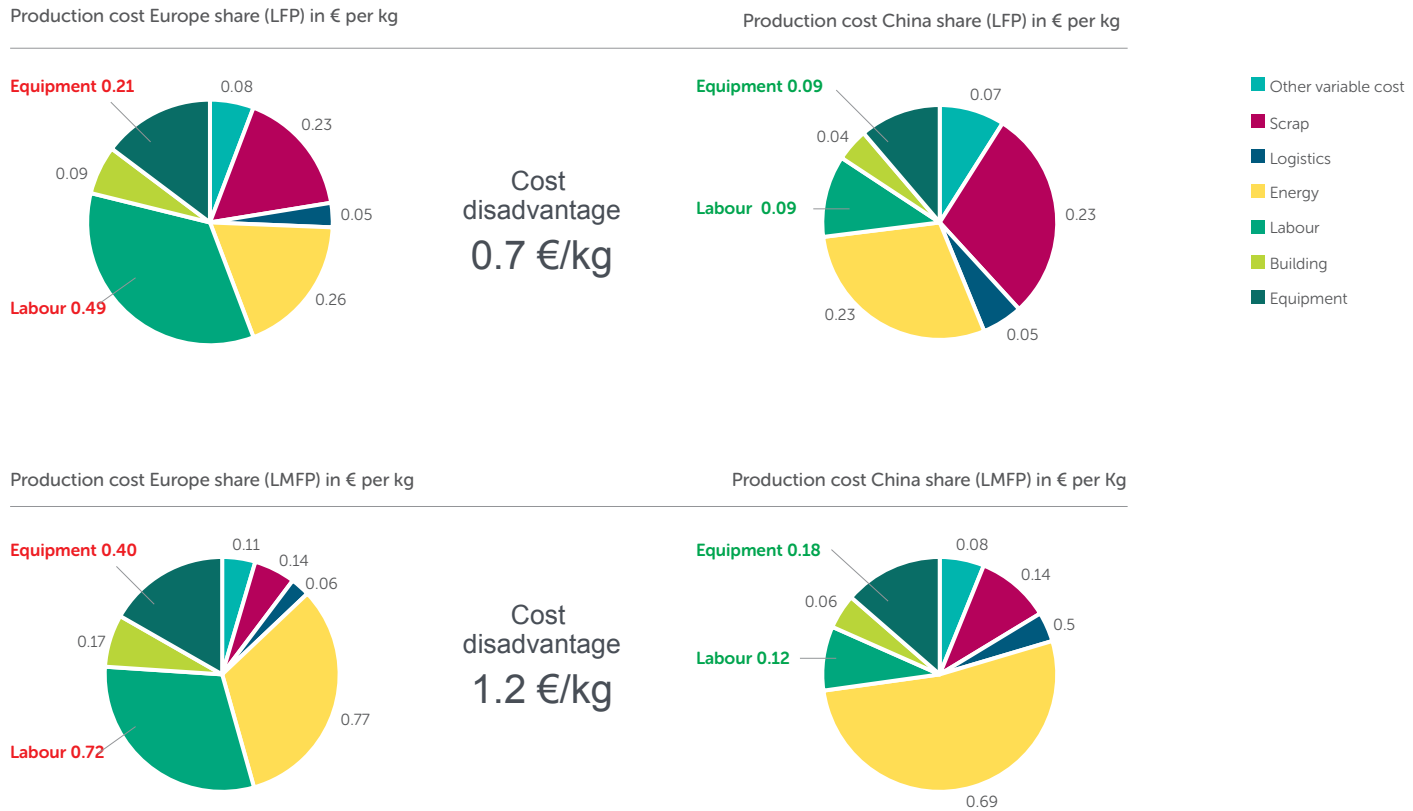 Production cost Europe share (LFP) in € per kg
Production cost China share (LFP) in € per kg
Equipment 0.21
0.08
0.23
0.05
0.26
Labour 0.49
0.09
Cost
disadvantage
0.7 €/kg
Equipment 0.09
0.07
0.23
0.05
0.23
Labour 0.09
0.04
Other variable cost
Scrap
Logistics
Energy
Labour
Building
Equipment
Production cost Europe share (LMFP) in € per kg
Production cost China share (LMFP) in € per Kg
Equipment 0.40
0.11
0.14
0.06
0.77
Labour 0.72
0.17
Cost
disadvantage
1.2 €/kg
Equipment 0.18
0.08
0.14
0.5
0.69
Labour 0.12
0.06